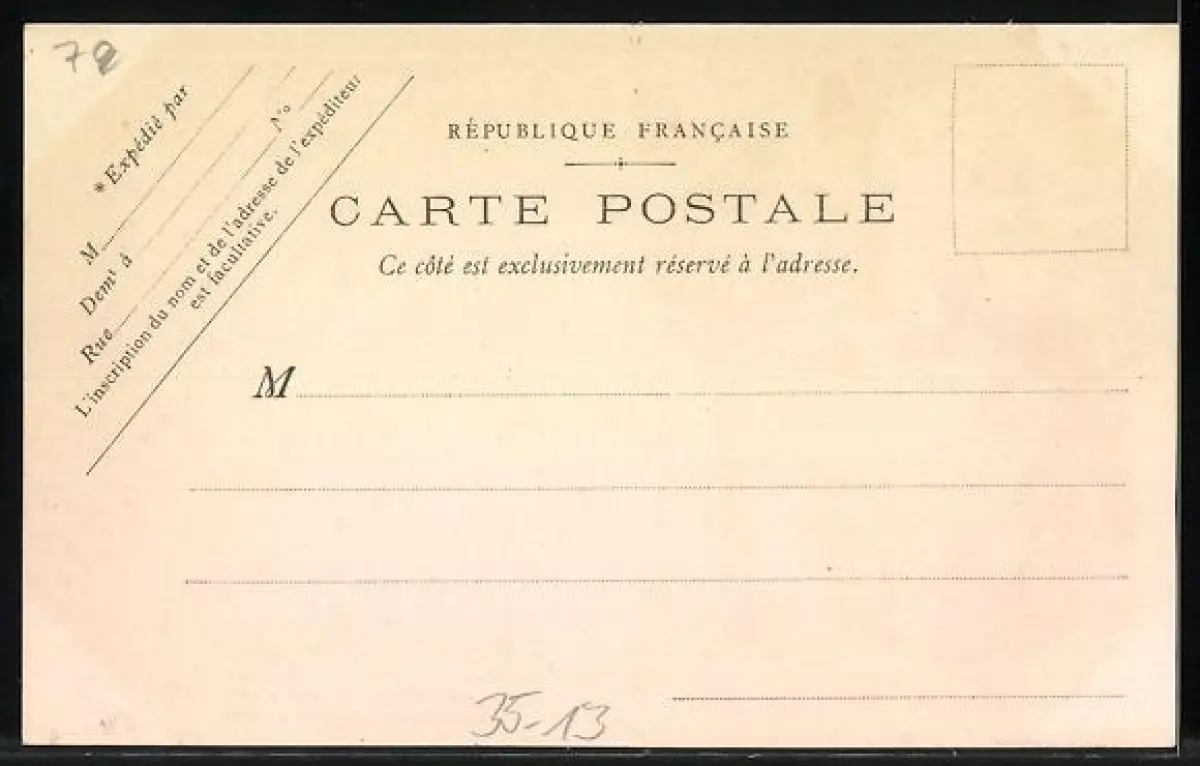 72
*Expédié par
M
Demt à
Rue
No
L'inscription du nom et de l'adresse de l'expéditeur
est facultative.
RÉPUBLIQUE FRANÇAISE
CARTE POSTALE
Ce côté est exclusivement réservé à l'adresse.
M
35-13